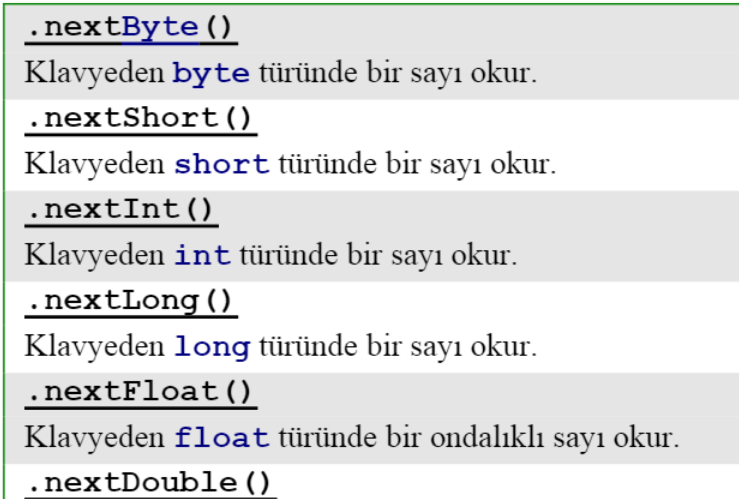 .nextByte()
Klavyeden byte türünde bir sayı okur.
.nextShort()
Klavyeden short türünde bir sayı okur.
.nextInt()
Klavyeden int türünde bir sayı okur.
.nextLong()
Klavyeden long türünde bir sayı okur.
.nextFloat()
Klavyeden float türünde bir ondalıklı sayı okur.
.nextDouble()